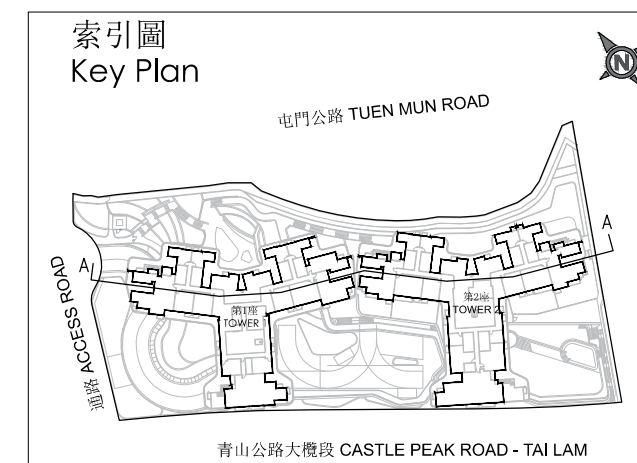 索引圖
Key Plan
N
屯門公路 TUEN MUN ROAD
A
A
通路 ACCESS ROAD
第1座
TOWER 1
第2座
TOWER 2
青山公路大欖段 CASTLE PEAK ROAD - TAI LAM